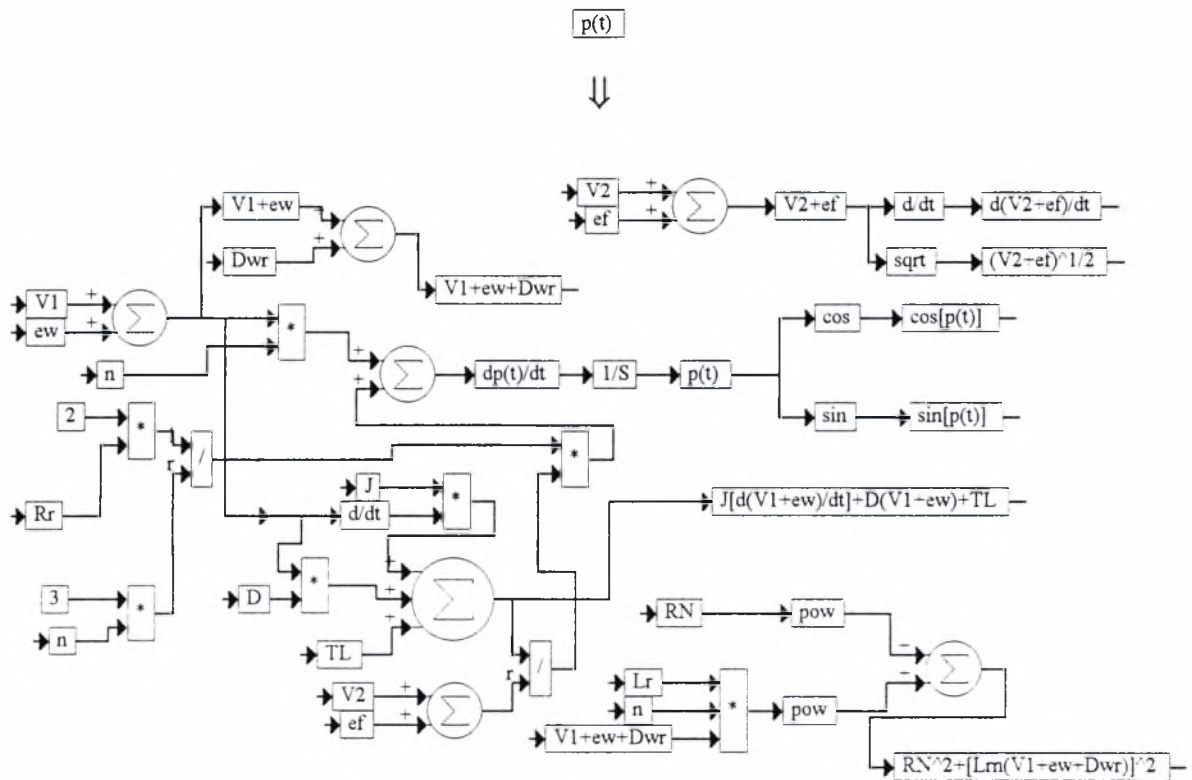 p(t)
⇓
V1+ew
+
Dwr
+
∑
V1+ew+Dwr
V2
+
ef
+
∑
V2+ef
d/dt
d(V2+ef)/dt
sqrt
(V2+ef)^1/2
V1
+
ew
+
∑
n
*
+
+
∑
dp(t)/dt
1/S
p(t)
cos
cos[p(t)]
sin
sin[p(t)]
2
*
Rr
l
r
/
*
J
d/dt
*
J[d(V1+ew)/dt]+D(V1+ew)+TL
3
*
n
D
*
+
+
+
∑
TL
l
r
/
V2
+
ef
+
∑
RN
pow
Lr
n
V1+ew+Dwr
*
pow
−
−
∑
RN^2+[Lrn(V1+ew+Dwr)]^2